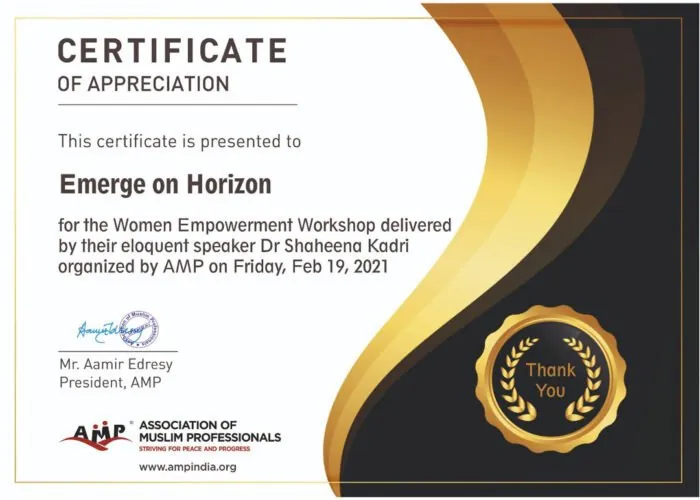 CERTIFICATE
OF APPRECIATION
This certificate is presented to
Emerge on Horizon
for the Women Empowerment Workshop delivered
by their eloquent speaker Dr Shaheena Kadri
organized by AMP on Friday, Feb 19, 2021
Mr. Aamir Edresy
President, AMP
Thank
You
AMP®
ASSOCIATION OF
MUSLIM PROFESSIONALS
STRIVING FOR PEACE AND PROGRESS
www.ampindia.org